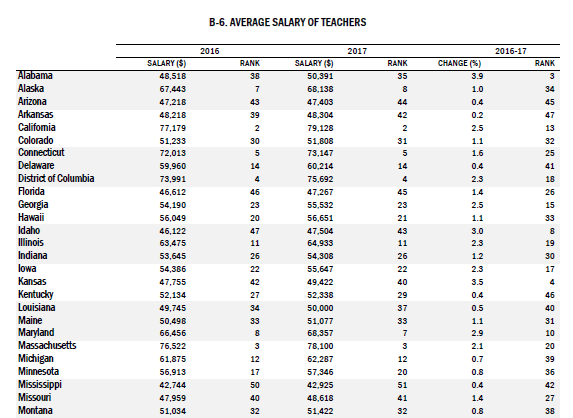 B-6. AVERAGE SALARY OF TEACHERS
2016 2017 2016-17
SALARY ($) RANK SALARY ($) RANK CHANGE (%) RANK
Alabama 48,518 38 50,391 35 3.9 3
Alaska 67,443 7 68,138 8 1.0 34
Arizona 47,218 43 47,403 44 0.4 45
Arkansas 48,218 39 48,304 42 0.2 47
California 77,179 2 79,128 2 2.5 13
Colorado 51,233 30 51,808 31 1.1 32
Connecticut 72,013 5 73,147 5 1.6 25
Delaware 59,960 14 60,214 14 0.4 41
District of Columbia 73,991 4 75,692 4 2.3 18
Florida 46,612 46 47,267 45 1.4 26
Georgia 54,190 23 55,532 23 2.5 15
Hawaii 56,049 20 56,651 21 1.1 33
Idaho 46,122 47 47,504 43 3.0 8
Illinois 63,475 11 64,933 11 2.3 19
Indiana 53,645 26 54,308 26 1.2 30
Iowa 54,386 22 55,647 22 2.3 17
Kansas 47,755 42 49,422 40 3.5 4
Kentucky 52,134 27 52,338 29 0.4 46
Louisiana 49,745 34 50,000 37 0.5 40
Maine 50,498 33 51,077 33 1.1 31
Maryland 66,456 8 68,357 7 2.9 10
Massachusetts 76,522 3 78,100 3 2.1 20
Michigan 61,875 12 62,287 12 0.7 39
Minnesota 56,913 17 57,346 20 0.8 36
Mississippi 42,744 50 42,925 51 0.4 42
Missouri 47,959 40 48,618 41 1.4 27
Montana 51,034 32 51,422 32 0.8 38